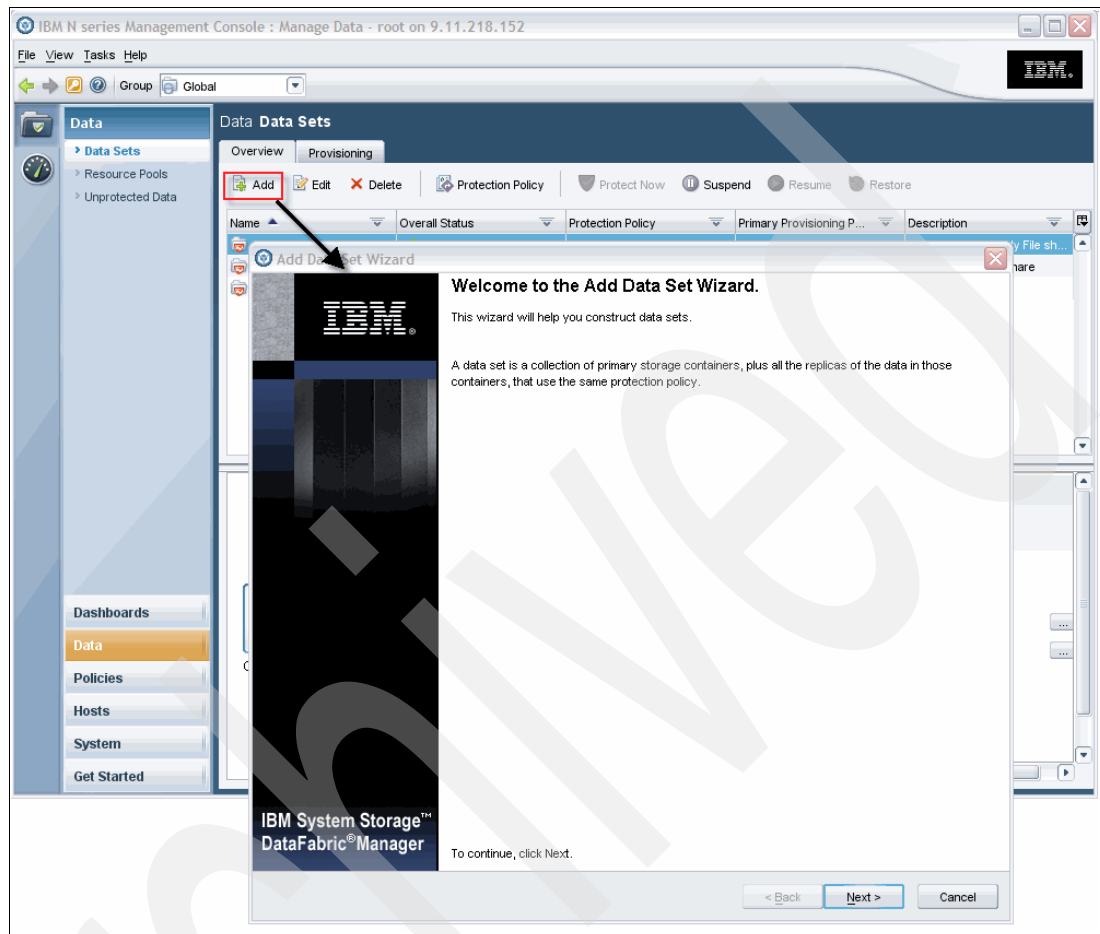 IBM N series Management Console : Manage Data - root on 9.11.218.152
File View Tasks Help
Group Global
IBM.
Data
Data Sets
Resource Pools
Unprotected Data
Data Data Sets
Overview Provisioning
Add Edit Delete Protection Policy Protect Now Suspend Resume Restore
Name Overall Status Protection Policy Primary Provisioning P... Description
y File sh...
hare
Add Data Set Wizard
IBM.
Welcome to the Add Data Set Wizard.
This wizard will help you construct data sets.
A data set is a collection of primary storage containers, plus all the replicas of the data in those
containers, that use the same protection policy.
Dashboards
Data
Policies
Hosts
System
Get Started
...
...
IBM System Storage™
DataFabric®Manager
To continue, click Next.
< Back Next > Cancel